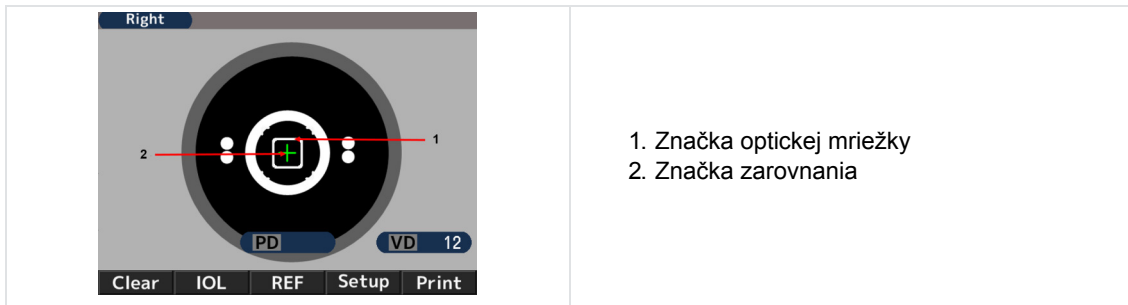 Right
1
2
PD
VD 12
Clear IOL REF Setup Print
1. Značka optickej mriežky
2. Značka zarovnania